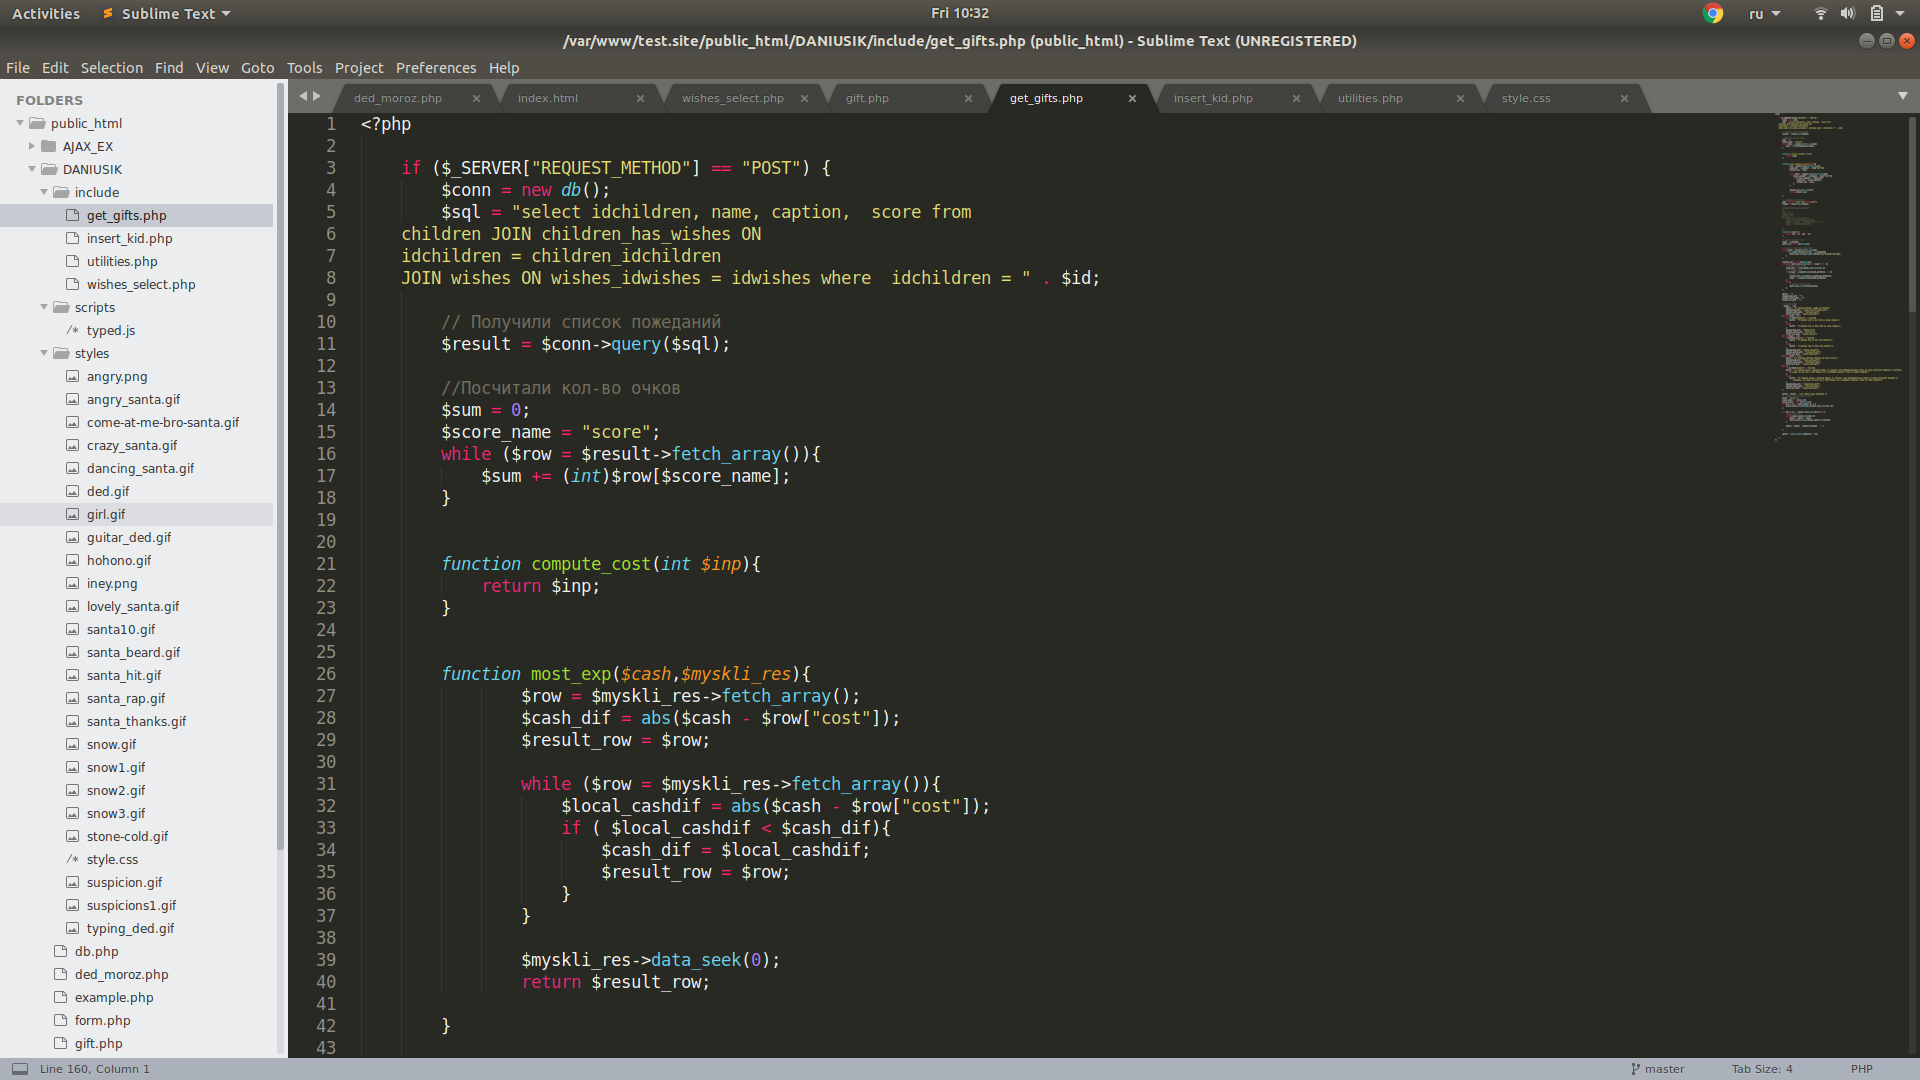 Activities Sublime Text Fri 10:32 ru
/var/www/test.site/public_html/DANIUSIK/include/get_gifts.php (public_html) - Sublime Text (UNREGISTERED)
File Edit Selection Find View Goto Tools Project Preferences Help
FOLDERS
public_html
AJAX_EX
DANIUSIK
include
get_gifts.php
insert_kid.php
utilities.php
wishes_select.php
scripts
/* typed.js
styles
angry.png
angry_santa.gif
come-at-me-bro-santa.gif
crazy_santa.gif
dancing_santa.gif
ded.gif
girl.gif
guitar_ded.gif
hohono.gif
iney.png
lovely_santa.gif
santa10.gif
santa_beard.gif
santa_hit.gif
santa_rap.gif
santa_thanks.gif
snow.gif
snow1.gif
snow2.gif
snow3.gif
stone-cold.gif
/* style.css
suspicion.gif
suspicions1.gif
typing_ded.gif
db.php
ded_moroz.php
example.php
form.php
gift.php
ded_moroz.php index.html wishes_select.php gift.php get_gifts.php insert_kid.php utilities.php style.css
1 <?php
2
3 if ($_SERVER["REQUEST_METHOD"] == "POST") {
4 $conn = new db();
5 $sql = "select idchildren, name, caption,  score from
6 children JOIN children_has_wishes ON
7 idchildren = children_idchildren
8 JOIN wishes ON wishes_idwishes = idwishes where  idchildren = " . $id;
9
10 // Получили список пожеданий
11 $result = $conn->query($sql);
12
13 //Посчитали кол-во очков
14 $sum = 0;
15 $score_name = "score";
16 while ($row = $result->fetch_array()){
17 $sum += (int)$row[$score_name];
18 }
19
20
21 function compute_cost(int $inp){
22 return $inp;
23 }
24
25
26 function most_exp($cash,$myskli_res){
27 $row = $myskli_res->fetch_array();
28 $cash_dif = abs($cash - $row["cost"]);
29 $result_row = $row;
30
31 while ($row = $myskli_res->fetch_array()){
32 $local_cashdif = abs($cash - $row["cost"]);
33 if ( $local_cashdif < $cash_dif){
34 $cash_dif = $local_cashdif;
35 $result_row = $row;
36 }
37 }
38
39 $myskli_res->data_seek(0);
40 return $result_row;
41
42 }
43
Line 160, Column 1 master Tab Size: 4 PHP